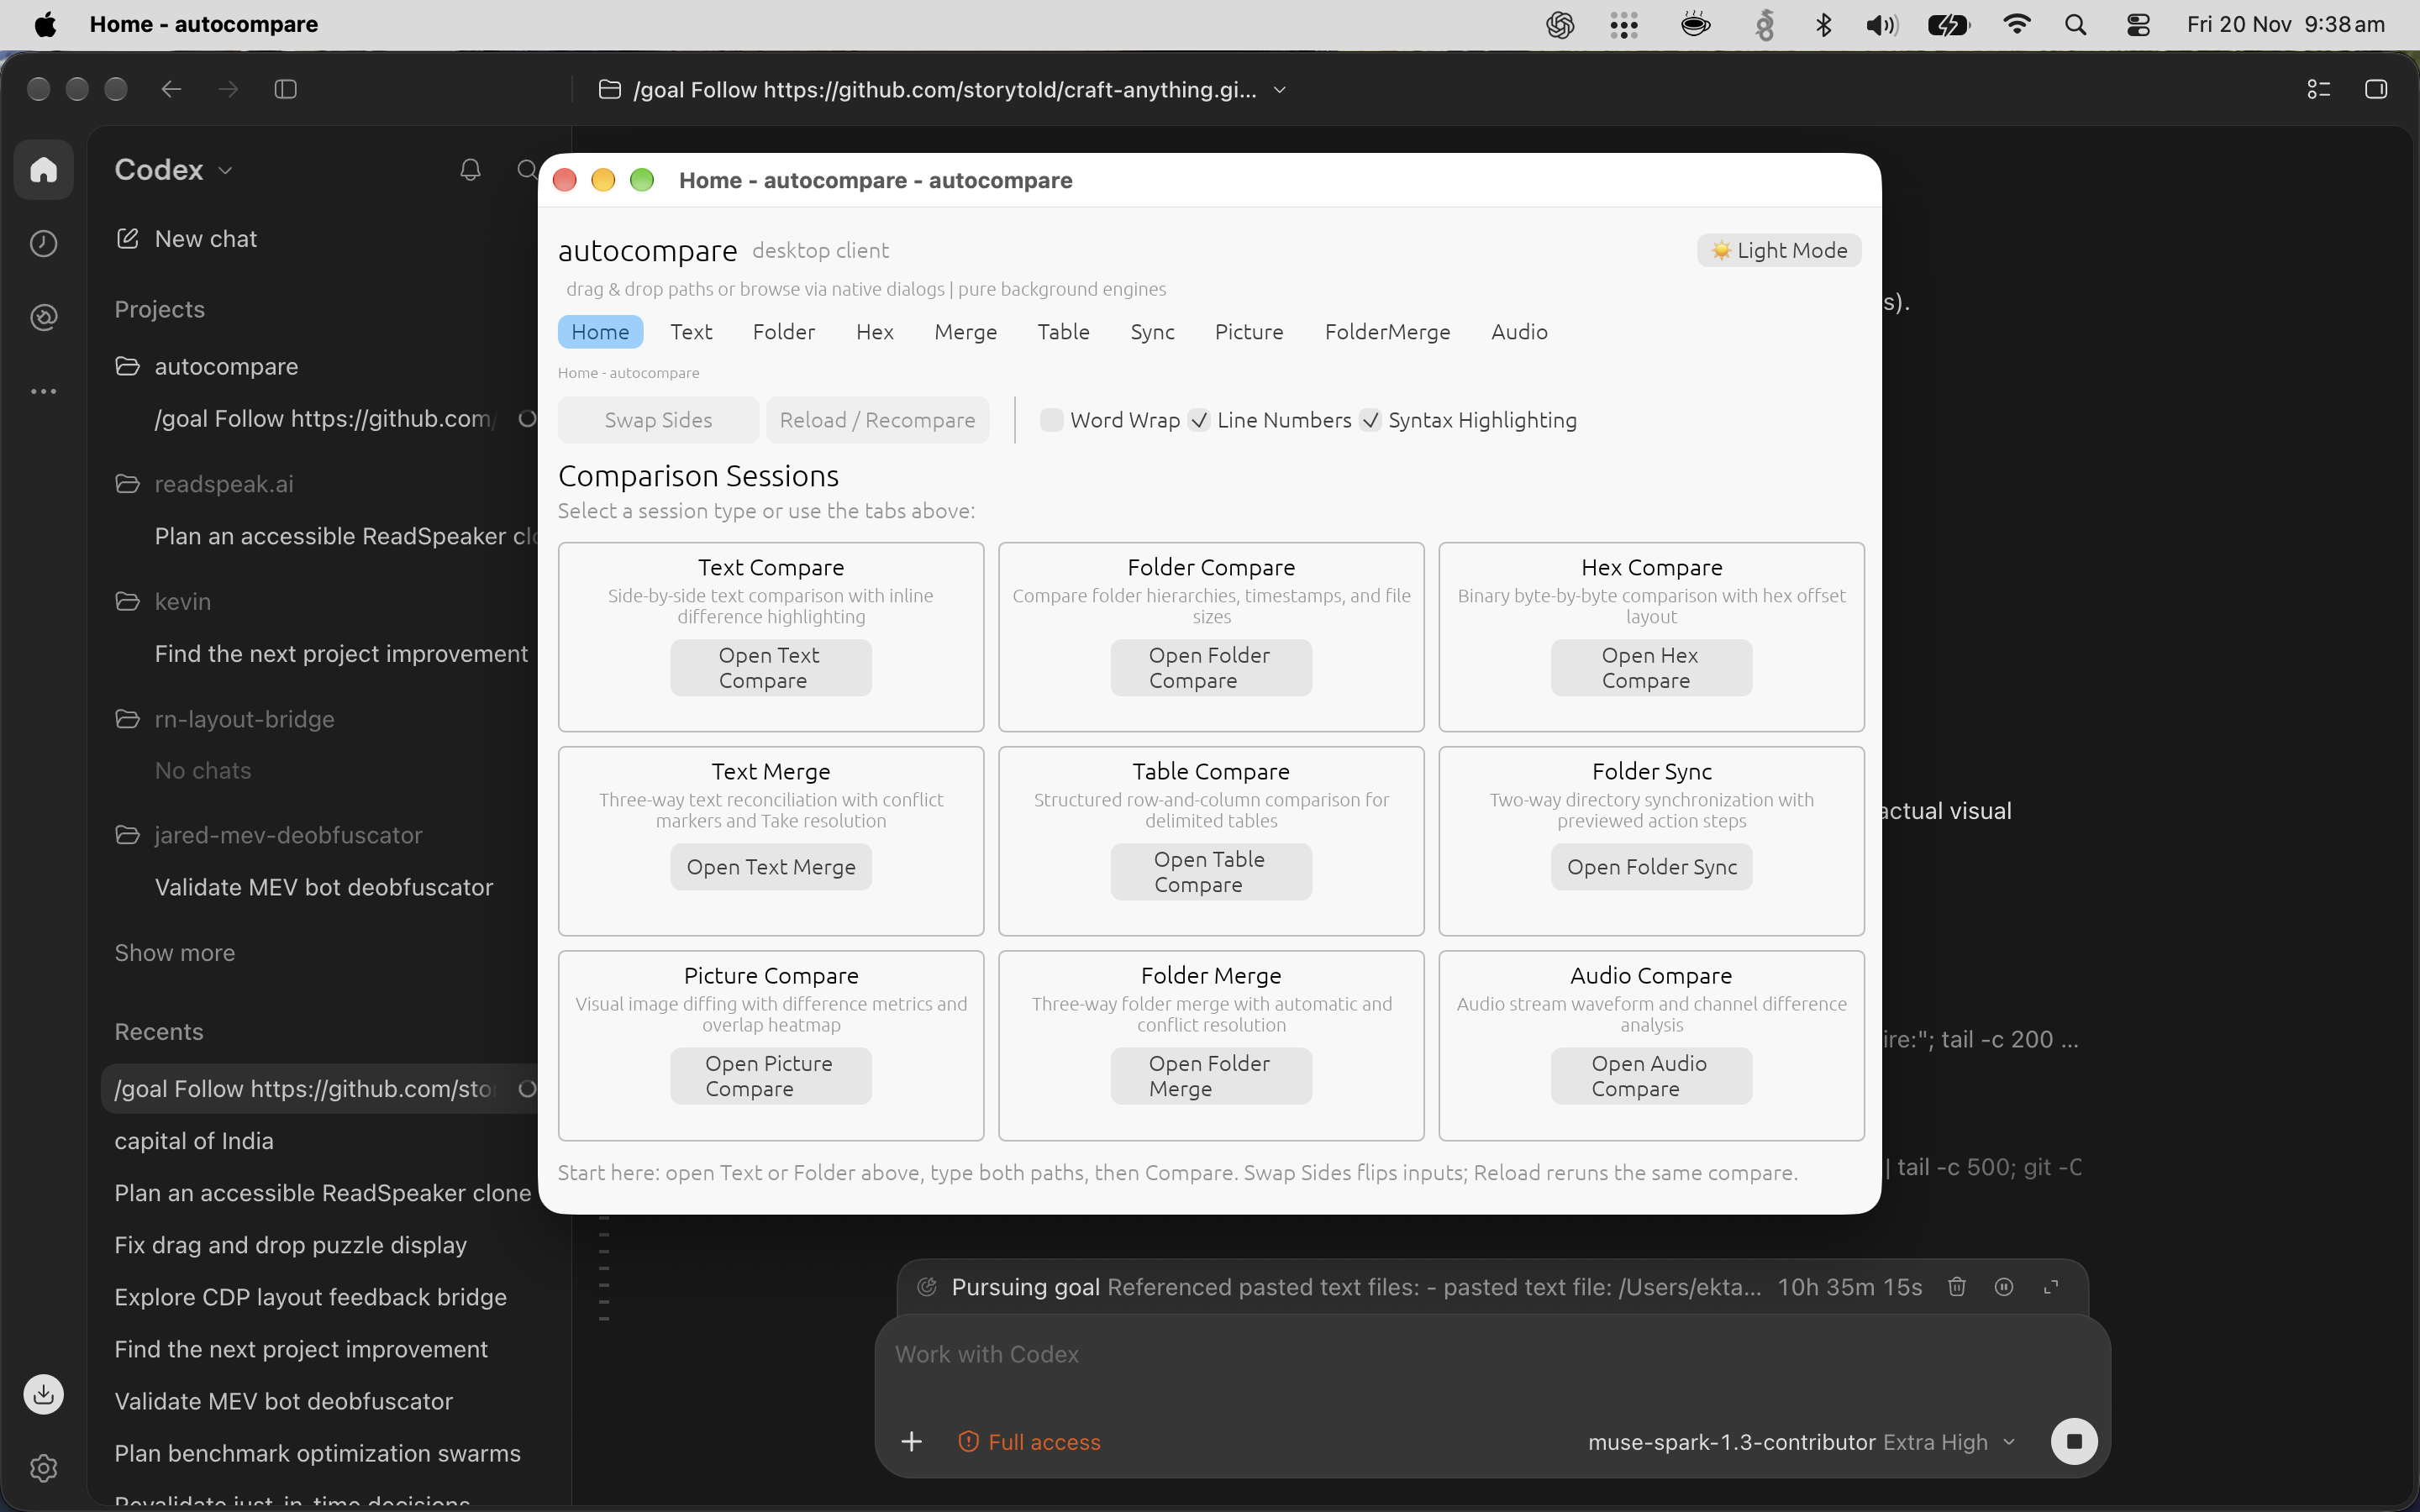 Home - autocompare
Fri 20 Nov 9:38 am
/goal Follow https://github.com/storytold/craft-anything.gi...
Codex
New chat
Projects
autocompare
/goal Follow https://github.com/
readspeak.ai
Plan an accessible ReadSpeaker clo
kevin
Find the next project improvement
rn-layout-bridge
No chats
jared-mev-deobfuscator
Validate MEV bot deobfuscator
Show more
Recents
/goal Follow https://github.com/sto
capital of India
Plan an accessible ReadSpeaker clone
Fix drag and drop puzzle display
Explore CDP layout feedback bridge
Find the next project improvement
Validate MEV bot deobfuscator
Plan benchmark optimization swarms
Revalidate just-in-time decisions
Home - autocompare - autocompare
autocompare desktop client
☀️ Light Mode
drag & drop paths or browse via native dialogs | pure background engines
Home Text Folder Hex Merge Table Sync Picture FolderMerge Audio
Home - autocompare
Swap Sides Reload / Recompare Word Wrap Line Numbers Syntax Highlighting
Comparison Sessions
Select a session type or use the tabs above:
Text Compare
Side-by-side text comparison with inline
difference highlighting
Open Text
Compare
Folder Compare
Compare folder hierarchies, timestamps, and file
sizes
Open Folder
Compare
Hex Compare
Binary byte-by-byte comparison with hex offset
layout
Open Hex
Compare
Text Merge
Three-way text reconciliation with conflict
markers and Take resolution
Open Text Merge
Table Compare
Structured row-and-column comparison for
delimited tables
Open Table
Compare
Folder Sync
Two-way directory synchronization with
previewed action steps
Open Folder Sync
Picture Compare
Visual image diffing with difference metrics and
overlap heatmap
Open Picture
Compare
Folder Merge
Three-way folder merge with automatic and
conflict resolution
Open Folder
Merge
Audio Compare
Audio stream waveform and channel difference
analysis
Open Audio
Compare
Start here: open Text or Folder above, type both paths, then Compare. Swap Sides flips inputs; Reload reruns the same compare.
s).
actual visual
ire:"; tail -c 200 ...
| tail -c 500; git -C
Pursuing goal Referenced pasted text files: - pasted text file: /Users/ekta... 10h 35m 15s
Work with Codex
Full access
muse-spark-1.3-contributor Extra High